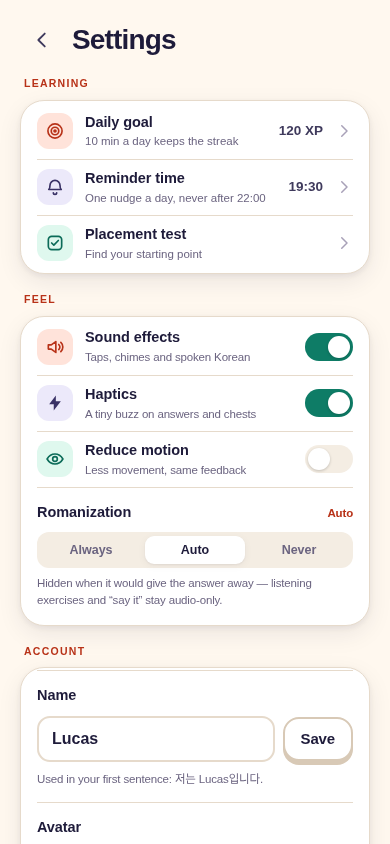 Settings
LEARNING
Daily goal
10 min a day keeps the streak
120 XP
Reminder time
One nudge a day, never after 22:00
19:30
Placement test
Find your starting point
FEEL
Sound effects
Taps, chimes and spoken Korean
Haptics
A tiny buzz on answers and chests
Reduce motion
Less movement, same feedback
Romanization
Auto
Always Auto Never
Hidden when it would give the answer away — listening
exercises and “say it” stay audio-only.
ACCOUNT
Name
Lucas
Save
Used in your first sentence: 저는 Lucas입니다.
Avatar